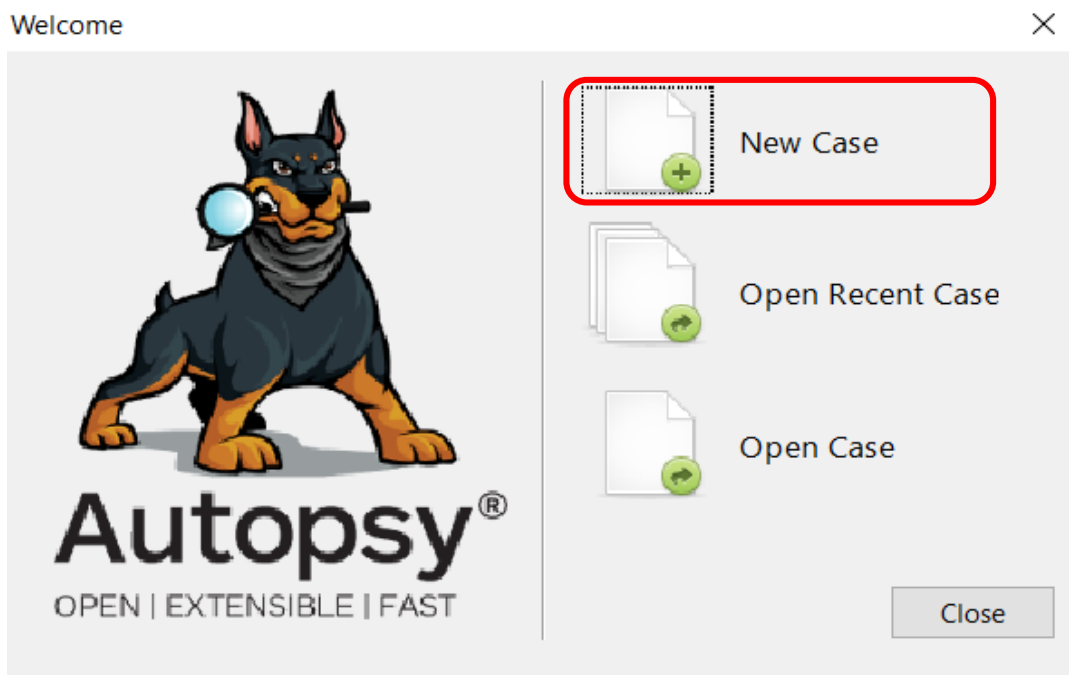 Welcome
New Case
Open Recent Case
Open Case
Autopsy®
OPEN | EXTENSIBLE | FAST
Close